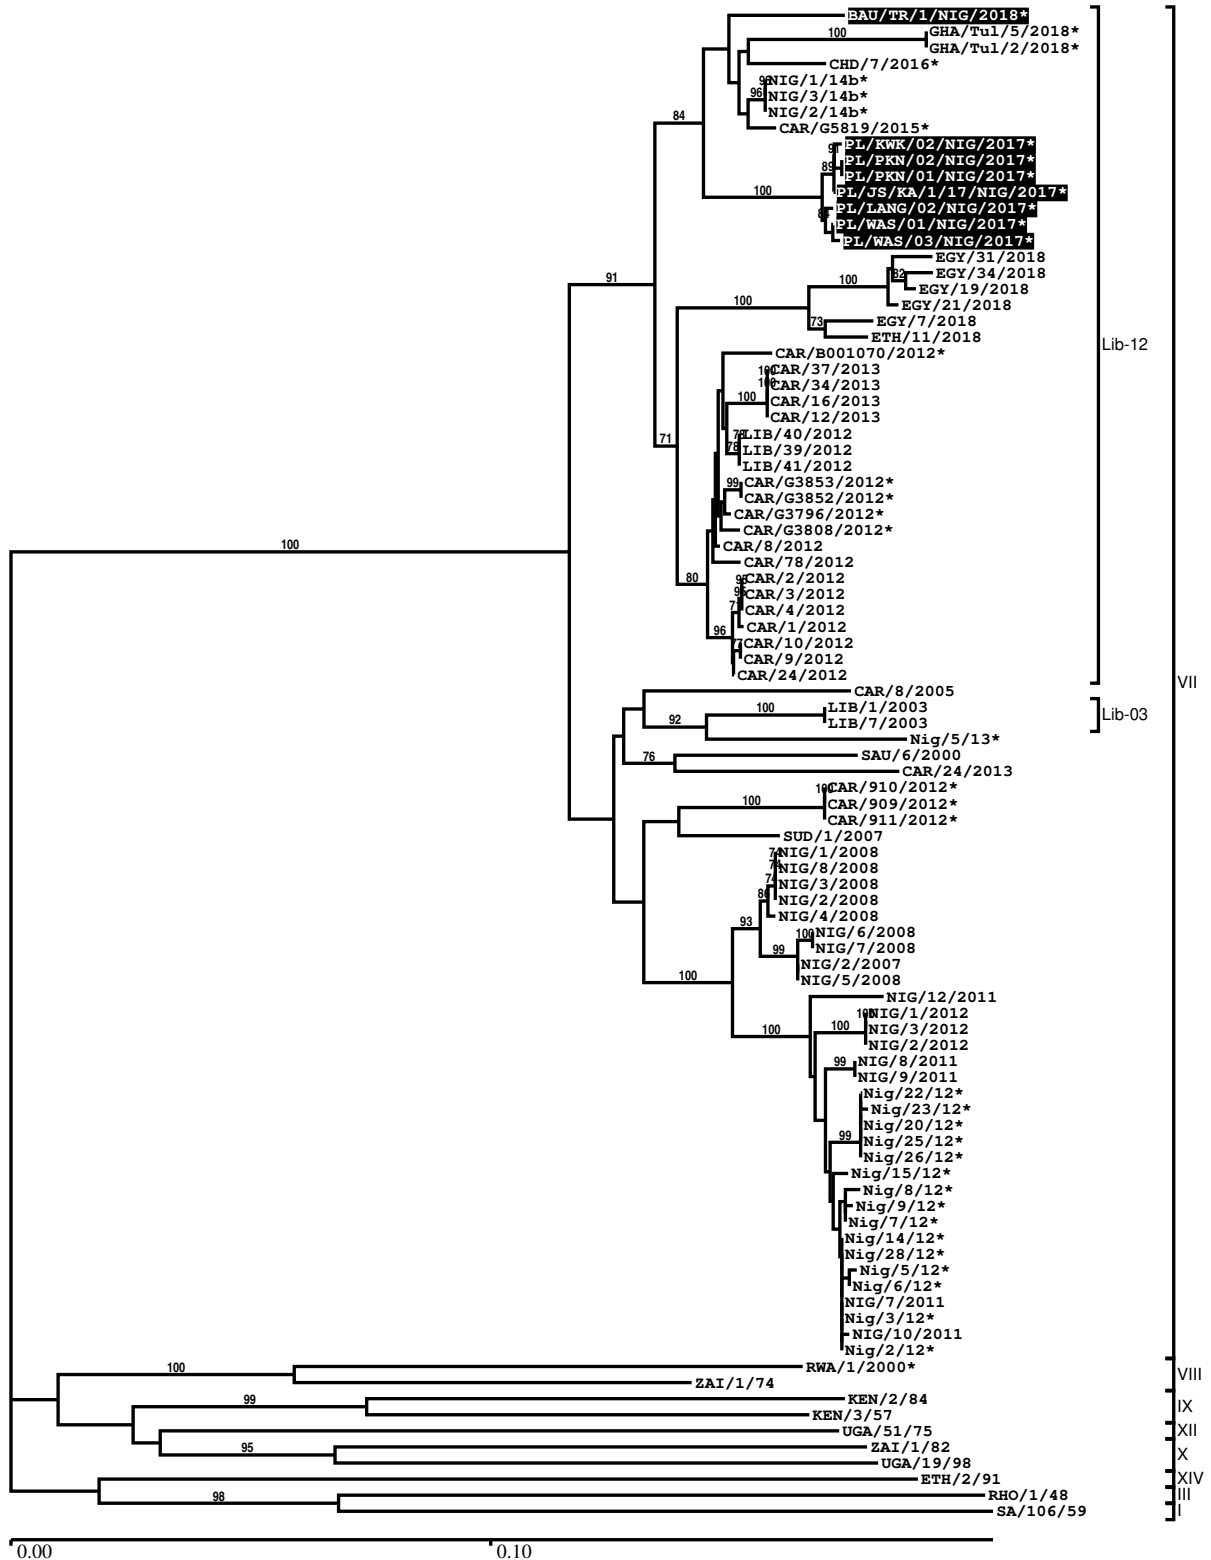 BAU/TR/1/NIG/2018*
100
GHA/Tul/5/2018*
GHA/Tul/2/2018*
CHD/7/2016*
NIG/1/14b*
96
NIG/3/14b*
NIG/2/14b*
84
CAR/G5819/2015*
PL/KWK/02/NIG/2017*
89
PL/PKN/02/NIG/2017*
PL/PKN/01/NIG/2017*
100
PL/JS/KA/1/17/NIG/2017*
PL/LANG/02/NIG/2017*
PL/WAS/01/NIG/2017*
PL/WAS/03/NIG/2017*
EGY/31/2018
91
100
82
EGY/34/2018
EGY/19/2018
100
EGY/21/2018
73
EGY/7/2018
ETH/11/2018
Lib-12
CAR/B001070/2012*
CAR/37/2013
CAR/34/2013
100
CAR/16/2013
CAR/12/2013
71
LIB/40/2012
78
LIB/39/2012
LIB/41/2012
99
CAR/G3853/2012*
CAR/G3852/2012*
CAR/G3796/2012*
CAR/G3808/2012*
100
CAR/8/2012
CAR/78/2012
80
CAR/2/2012
CAR/3/2012
CAR/4/2012
96
CAR/1/2012
CAR/10/2012
CAR/9/2012
CAR/24/2012
VII
CAR/8/2005
100
LIB/1/2003
Lib-03
92
LIB/7/2003
Nig/5/13*
76
SAU/6/2000
CAR/24/2013
CAR/910/2012*
100
CAR/909/2012*
CAR/911/2012*
SUD/1/2007
NIG/1/2008
NIG/8/2008
NIG/3/2008
NIG/2/2008
NIG/4/2008
93
100
NIG/6/2008
99
NIG/7/2008
NIG/2/2007
100
NIG/5/2008
NIG/12/2011
NIG/1/2012
100
100
NIG/3/2012
NIG/2/2012
99
NIG/8/2011
NIG/9/2011
Nig/22/12*
Nig/23/12*
Nig/20/12*
99
Nig/25/12*
Nig/26/12*
Nig/15/12*
Nig/8/12*
Nig/9/12*
Nig/7/12*
Nig/14/12*
Nig/28/12*
Nig/5/12*
Nig/6/12*
NIG/7/2011
Nig/3/12*
NIG/10/2011
Nig/2/12*
100
RWA/1/2000*
VIII
ZAI/1/74
99
KEN/2/84
IX
KEN/3/57
UGA/51/75
XII
95
ZAI/1/82
X
UGA/19/98
ETH/2/91
XIV
98
RHO/1/48
III
SA/106/59
I
0.00
0.10